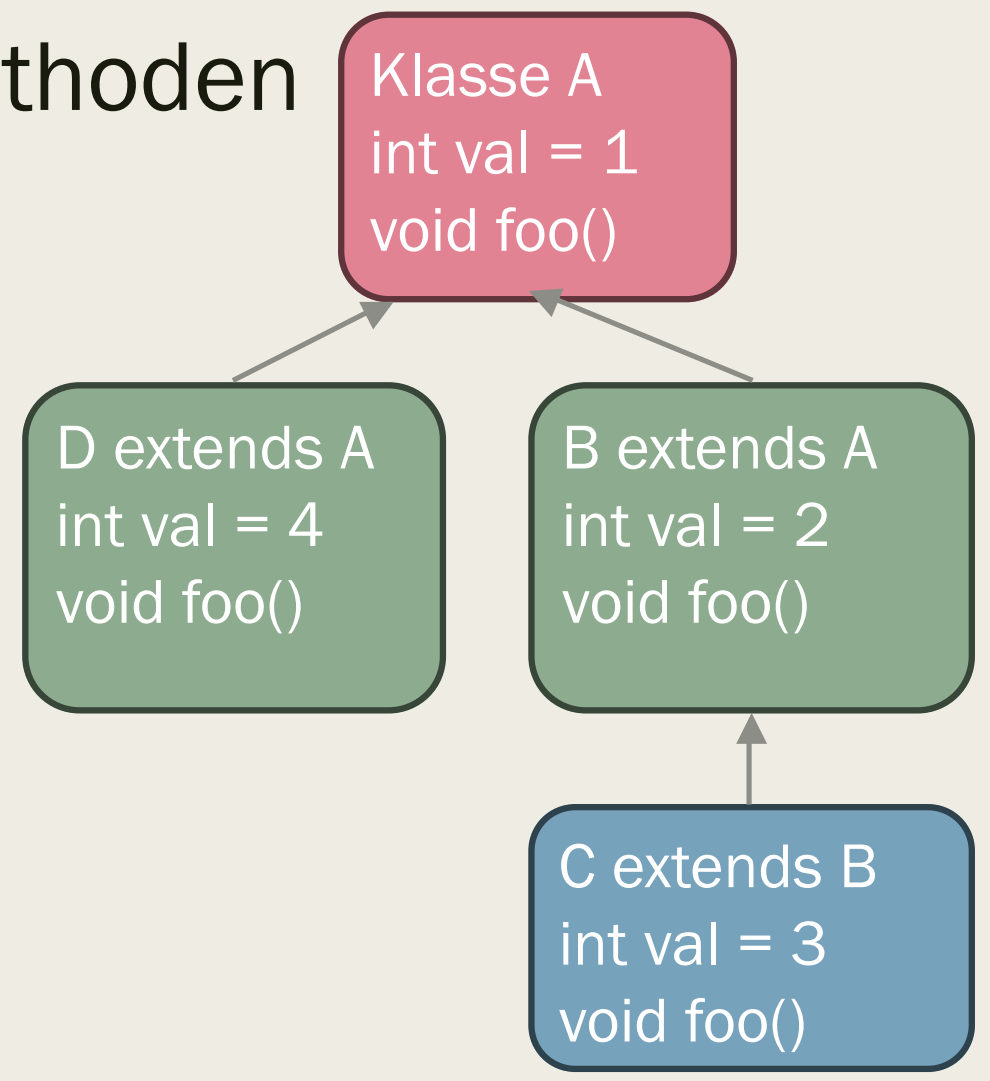 thoden
Klasse A
int val = 1
void foo()
D extends A
int val = 4
void foo()
B extends A
int val = 2
void foo()
C extends B
int val = 3
void foo()